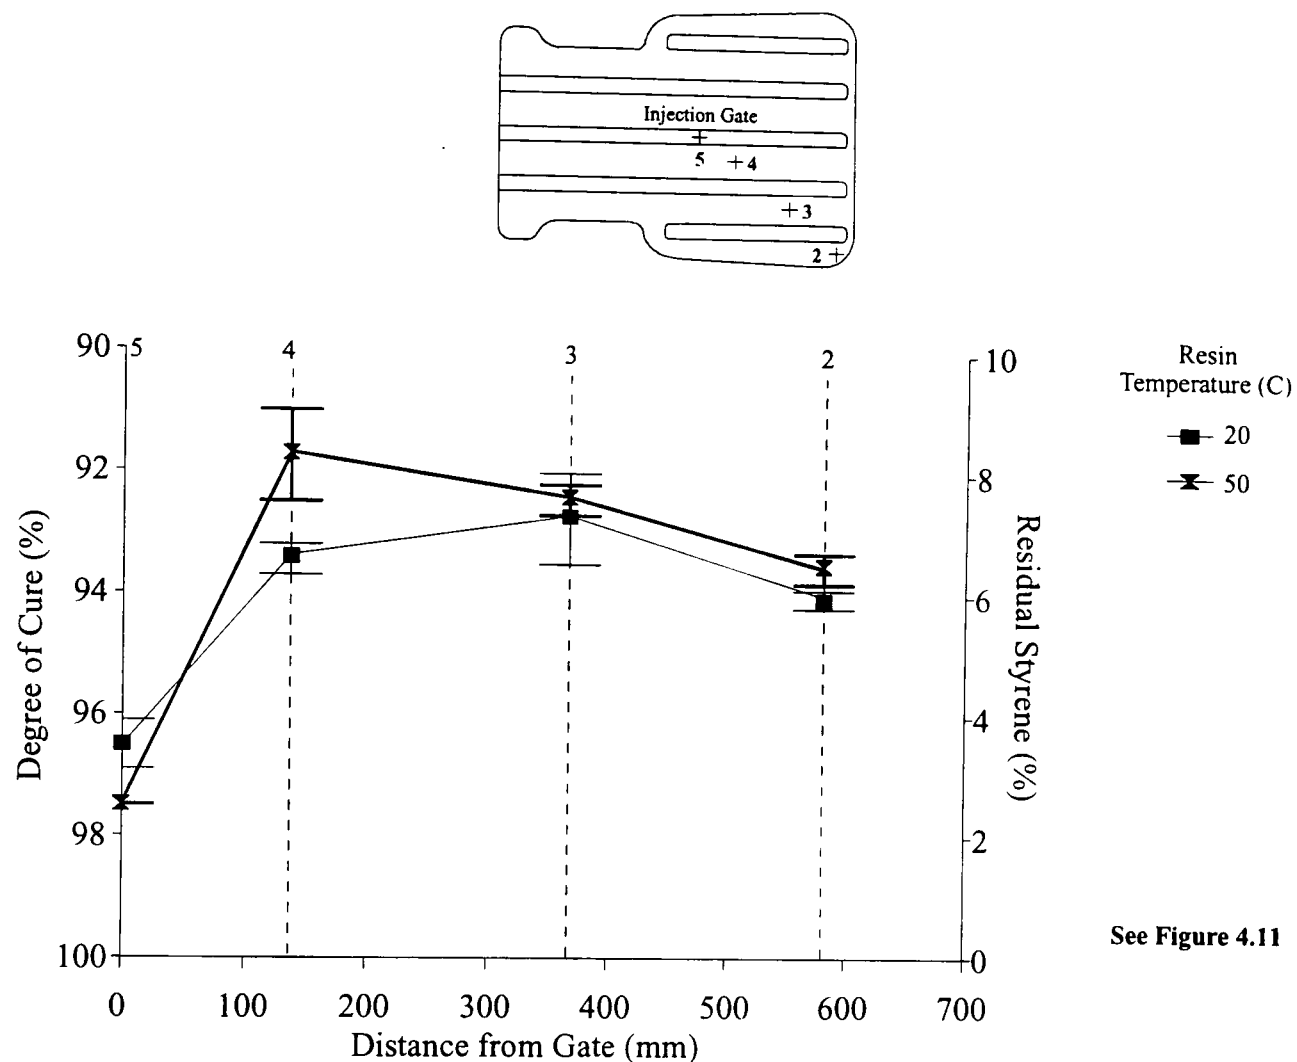 Injection Gate
5 4
3
2
5 4 3 2
90
92
94
96
98
100
Degree of Cure (%)
10
8
6
4
2
0
Residual Styrene (%)
0 100 200 300 400 500 600 700
Distance from Gate (mm)
Resin
Temperature (C)
20
50
See Figure 4.11